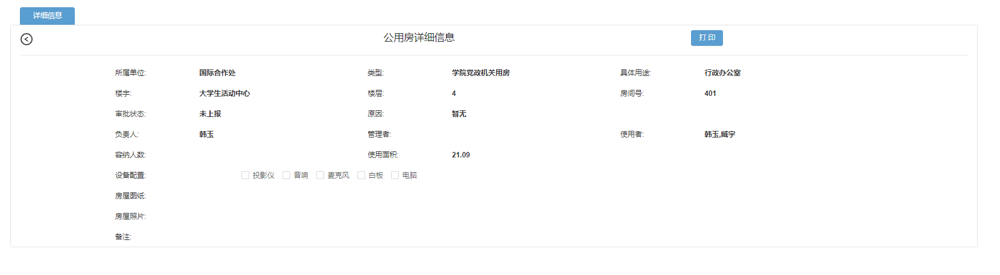 详细信息
公用房详细信息
打 印
所属单位: 国际合作处 类型: 学院党政机关用房 具体用途: 行政办公室
楼宇: 大学生活动中心 楼层: 4 房间号: 401
审批状态: 未上报 原因: 暂无
负责人: 韩玉 管理者: 使用者: 韩玉,臧宇
容纳人数: 使用面积: 21.09
设备配置: 投影仪 音响 麦克风 白板 电脑
房屋图纸:
房屋照片:
备注: